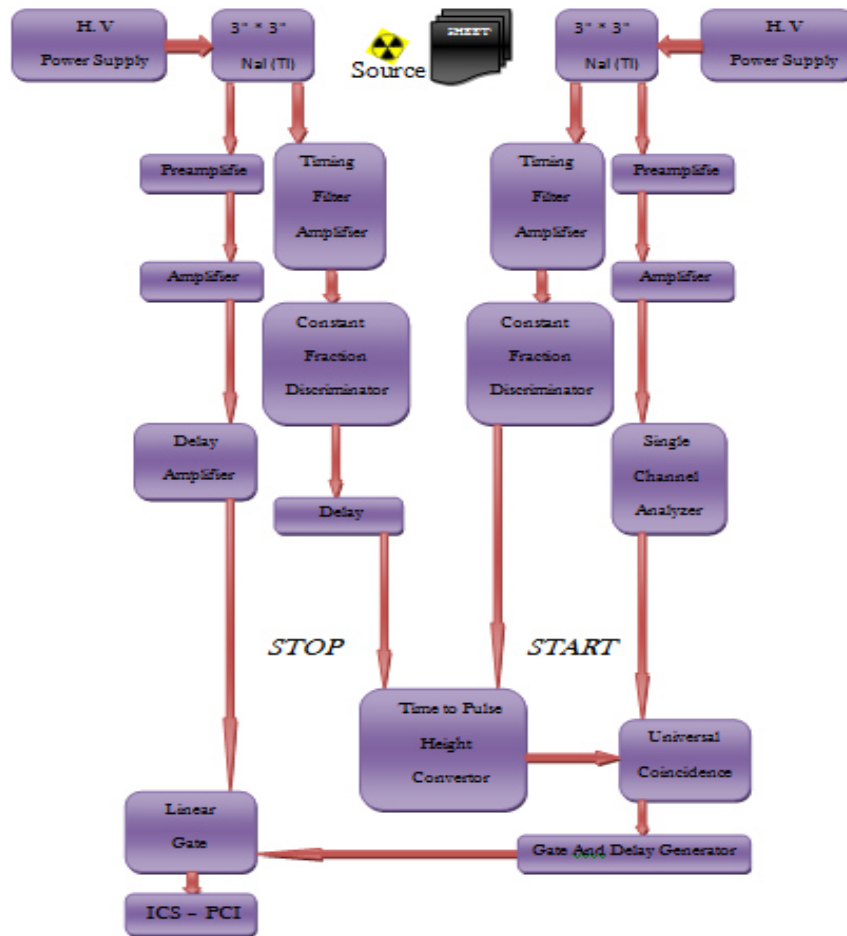 H. V
Power Supply
3" * 3"
NaI (Tl)
Source
SHEET
3" * 3"
NaI (Tl)
H. V
Power Supply
Preamplifie
Timing
Filter
Amplifier
Timing
Filter
Amplifier
Preamplifie
Amplifier
Constant
Fraction
Discriminator
Constant
Fraction
Discriminator
Amplifier
Delay
Amplifier
Delay
Single
Channel
Analyzer
STOP
START
Time to Pulse
Height
Convertor
Universal
Coincidence
Linear
Gate
Gate And Delay Generator
ICS – PCI